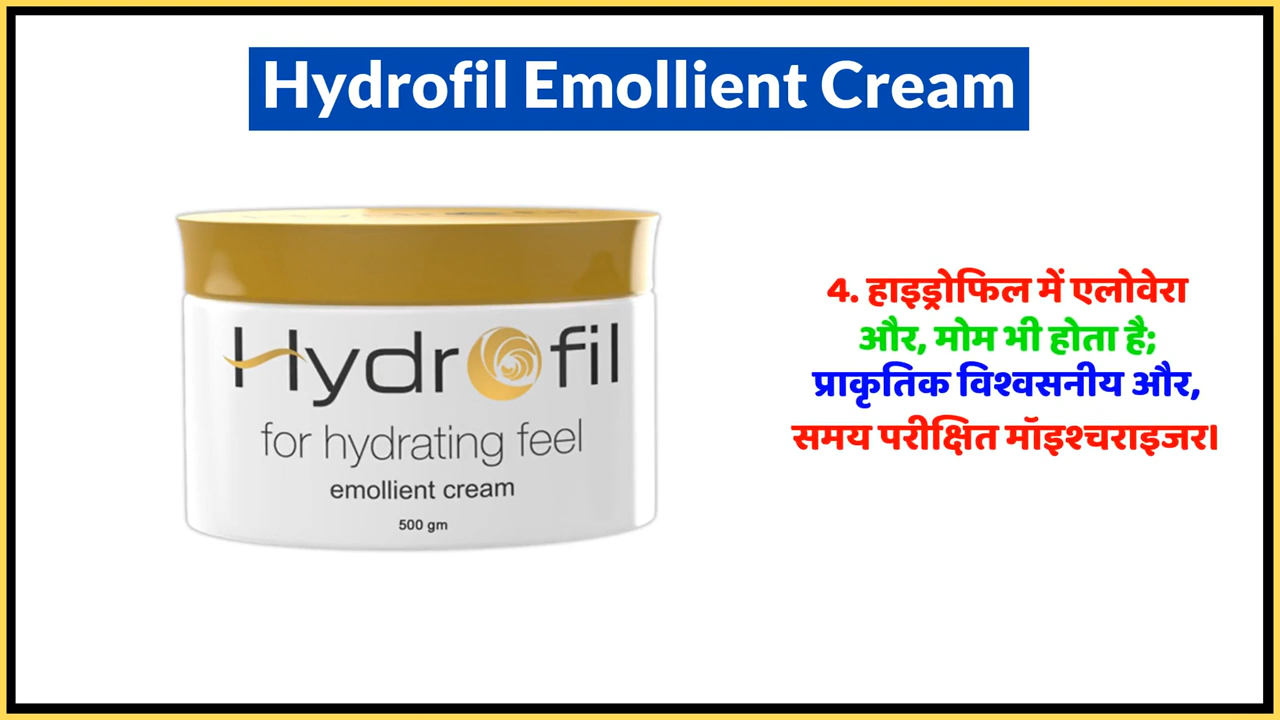 Hydrofil Emollient Cream
Hydrofil
for hydrating feel
emollient cream
500 gm
4. हाइड्रोफिल में एलोवेरा
और, मोम भी होता है;
प्राकृतिक विश्वसनीय और,
समय परीक्षित मॉइश्चराइजर।